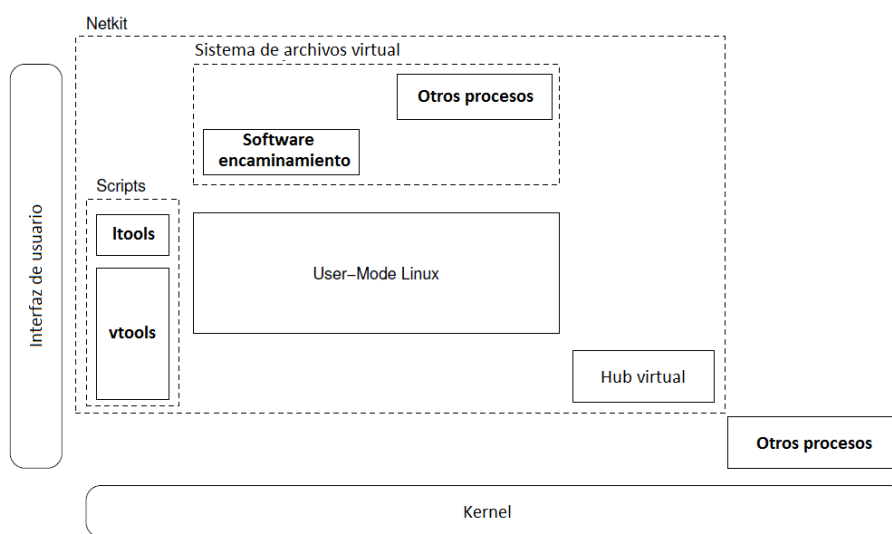 Netkit
Sistema de archivos virtual
Otros procesos
Software
encaminamiento
Scripts
ltools
vtools
User–Mode Linux
Hub virtual
Interfaz de usuario
Otros procesos
Kernel